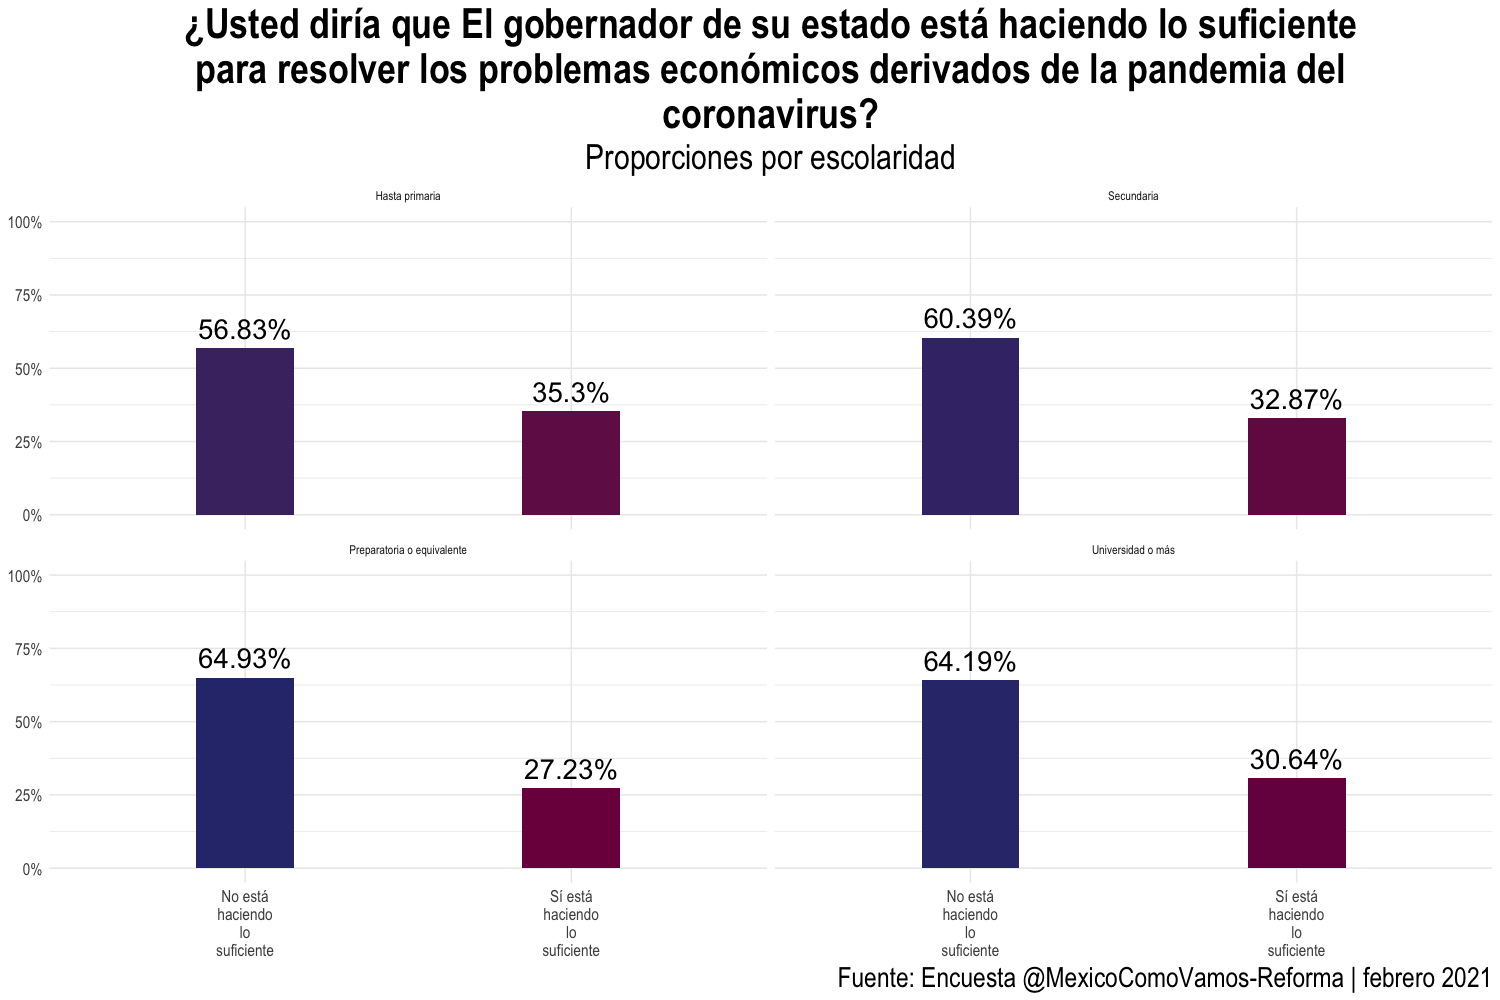 ¿Usted diría que El gobernador de su estado está haciendo lo suficiente
para resolver los problemas económicos derivados de la pandemia del
coronavirus?
Proporciones por escolaridad
Hasta primaria
Secundaria
100%
75%
50%
25%
0%
56.83%
35.3%
60.39%
32.87%
Preparatoria o equivalente
Universidad o más
100%
75%
50%
25%
0%
64.93%
27.23%
64.19%
30.64%
No está
haciendo
lo
suficiente
Sí está
haciendo
lo
suficiente
No está
haciendo
lo
suficiente
Sí está
haciendo
lo
suficiente
Fuente: Encuesta @MexicoComoVamos-Reforma | febrero 2021